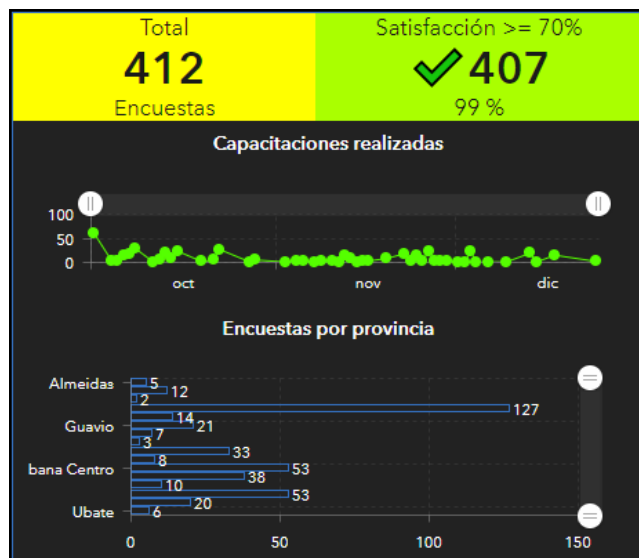 Total
412
Encuestas
Satisfacción >= 70%
407
99 %
Capacitaciones realizadas
100
50
0
oct nov dic
Encuestas por provincia
Almeidas
5
12
2
127
14
Guavio
21
7
3
33
8
bana Centro
53
38
10
53
20
Ubate
6
0 50 100 150